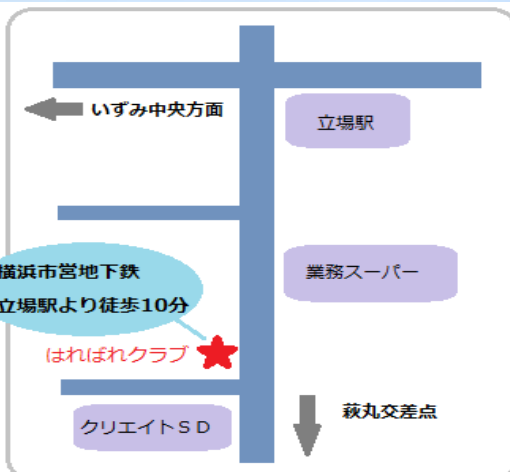 いずみ中央方面
立場駅
横浜市営地下鉄
立場駅より徒歩10分
業務スーパー
はればれクラブ
クリエイトＳＤ
萩丸交差点